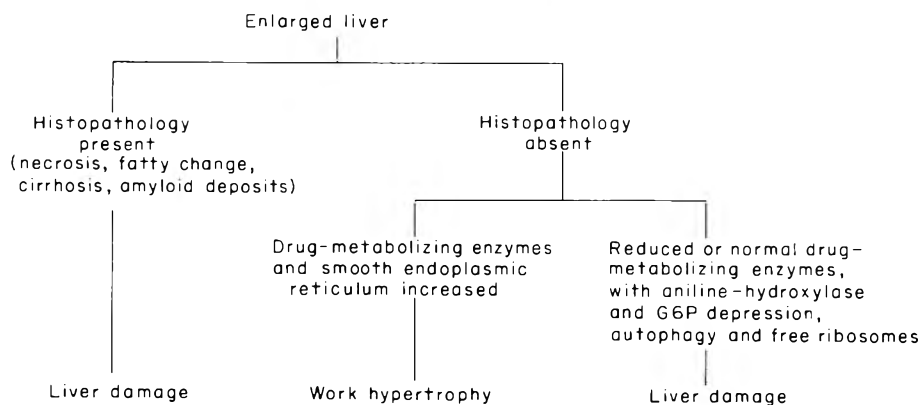 Enlarged liver
Histopathology
present
(necrosis, fatty change,
cirrhosis, amyloid deposits)
Histopathology
absent
Drug-metabolizing enzymes
and smooth endoplasmic
reticulum increased
Reduced or normal drug-
metabolizing enzymes,
with aniline-hydroxylase
and G6P depression,
autophagy and free ribosomes
Liver damage
Work hypertrophy
Liver damage